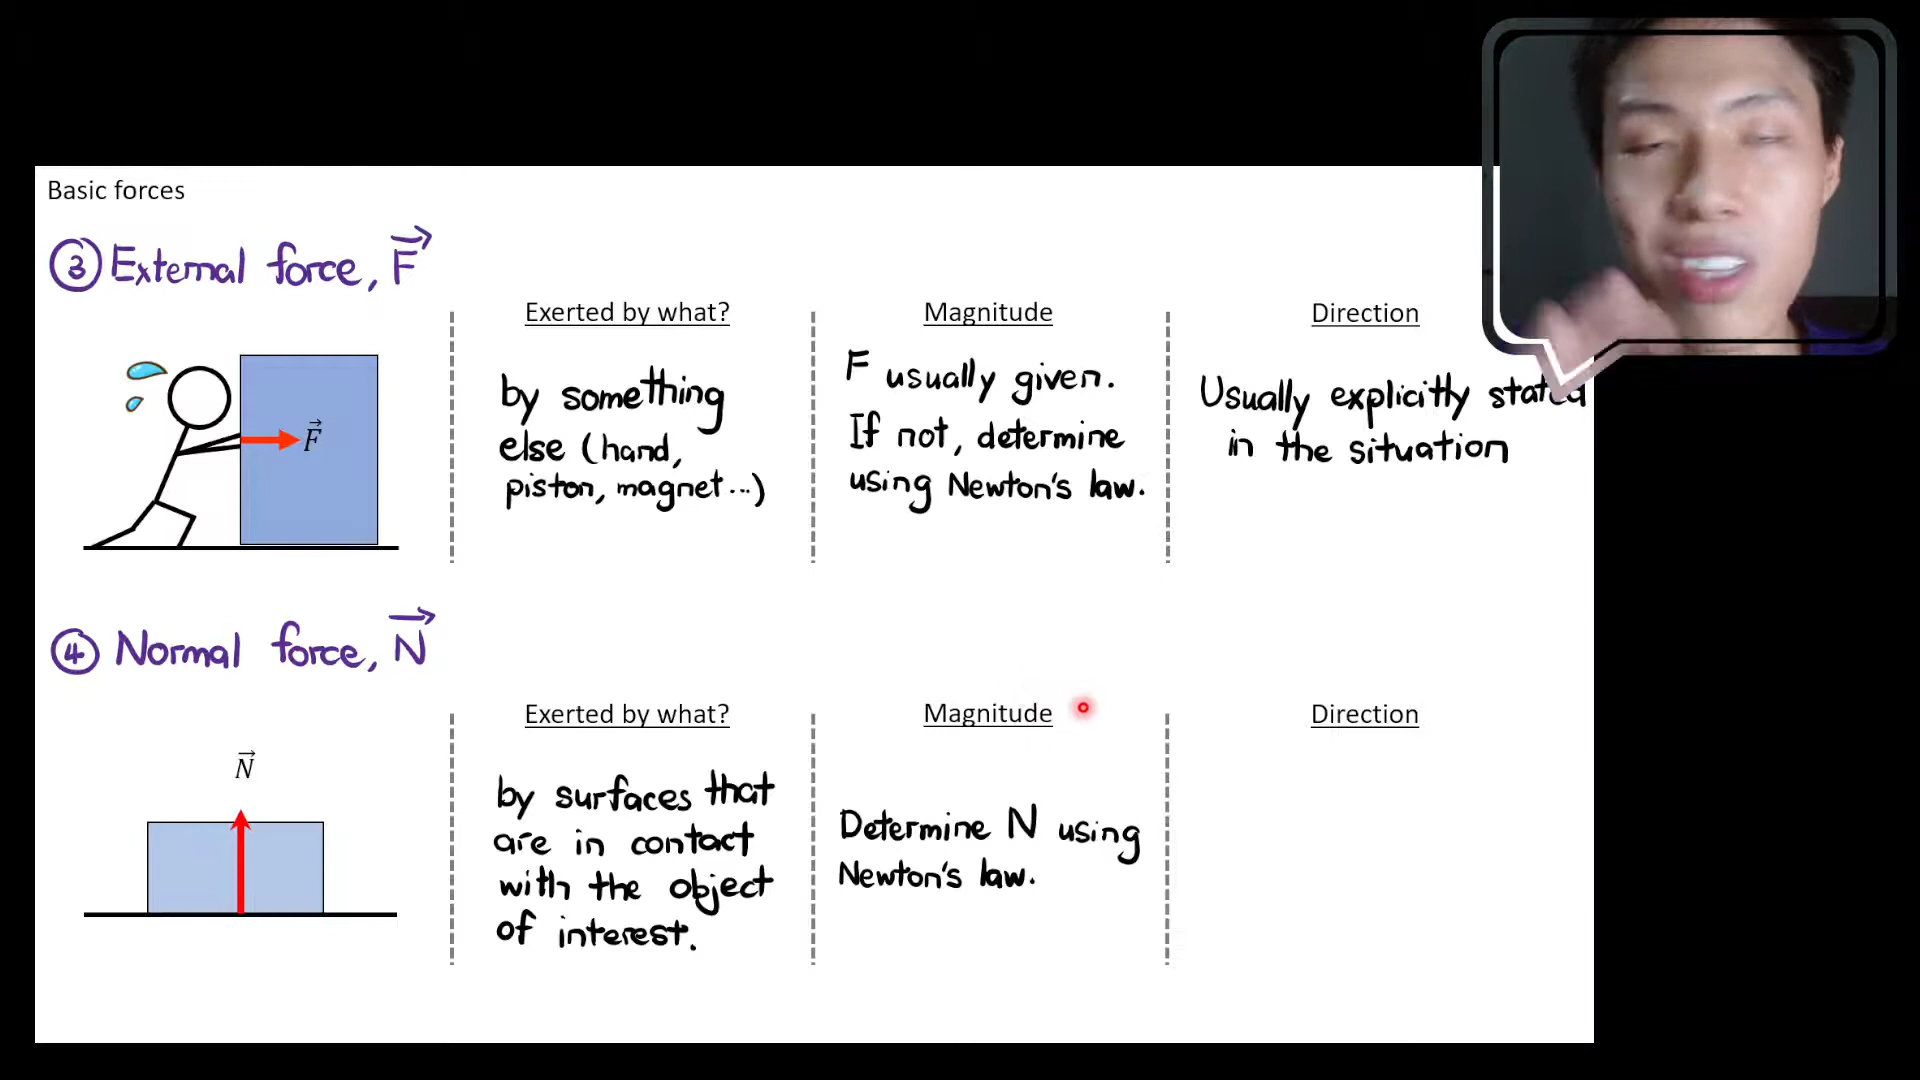 Basic forces
③ External force, F
Exerted by what?
Magnitude
Direction
by something
else (hand,
piston, magnet...)
F usually given.
If not, determine
using Newton's law.
Usually explicitly stated
in the situation
F
④ Normal force, N
Exerted by what?
Magnitude
Direction
N
by surfaces that
are in contact
with the object
of interest.
Determine N using
Newton's law.